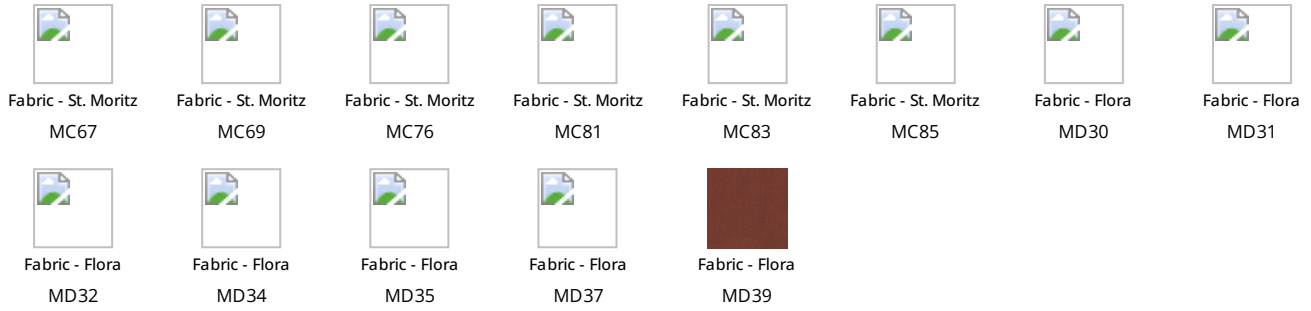 Fabric - St. Moritz Fabric - St. Moritz Fabric - St. Moritz Fabric - St. Moritz Fabric - St. Moritz Fabric - St. Moritz Fabric - Flora Fabric - Flora
MC67 MC69 MC76 MC81 MC83 MC85 MD30 MD31
Fabric - Flora Fabric - Flora Fabric - Flora Fabric - Flora Fabric - Flora
MD32 MD34 MD35 MD37 MD39